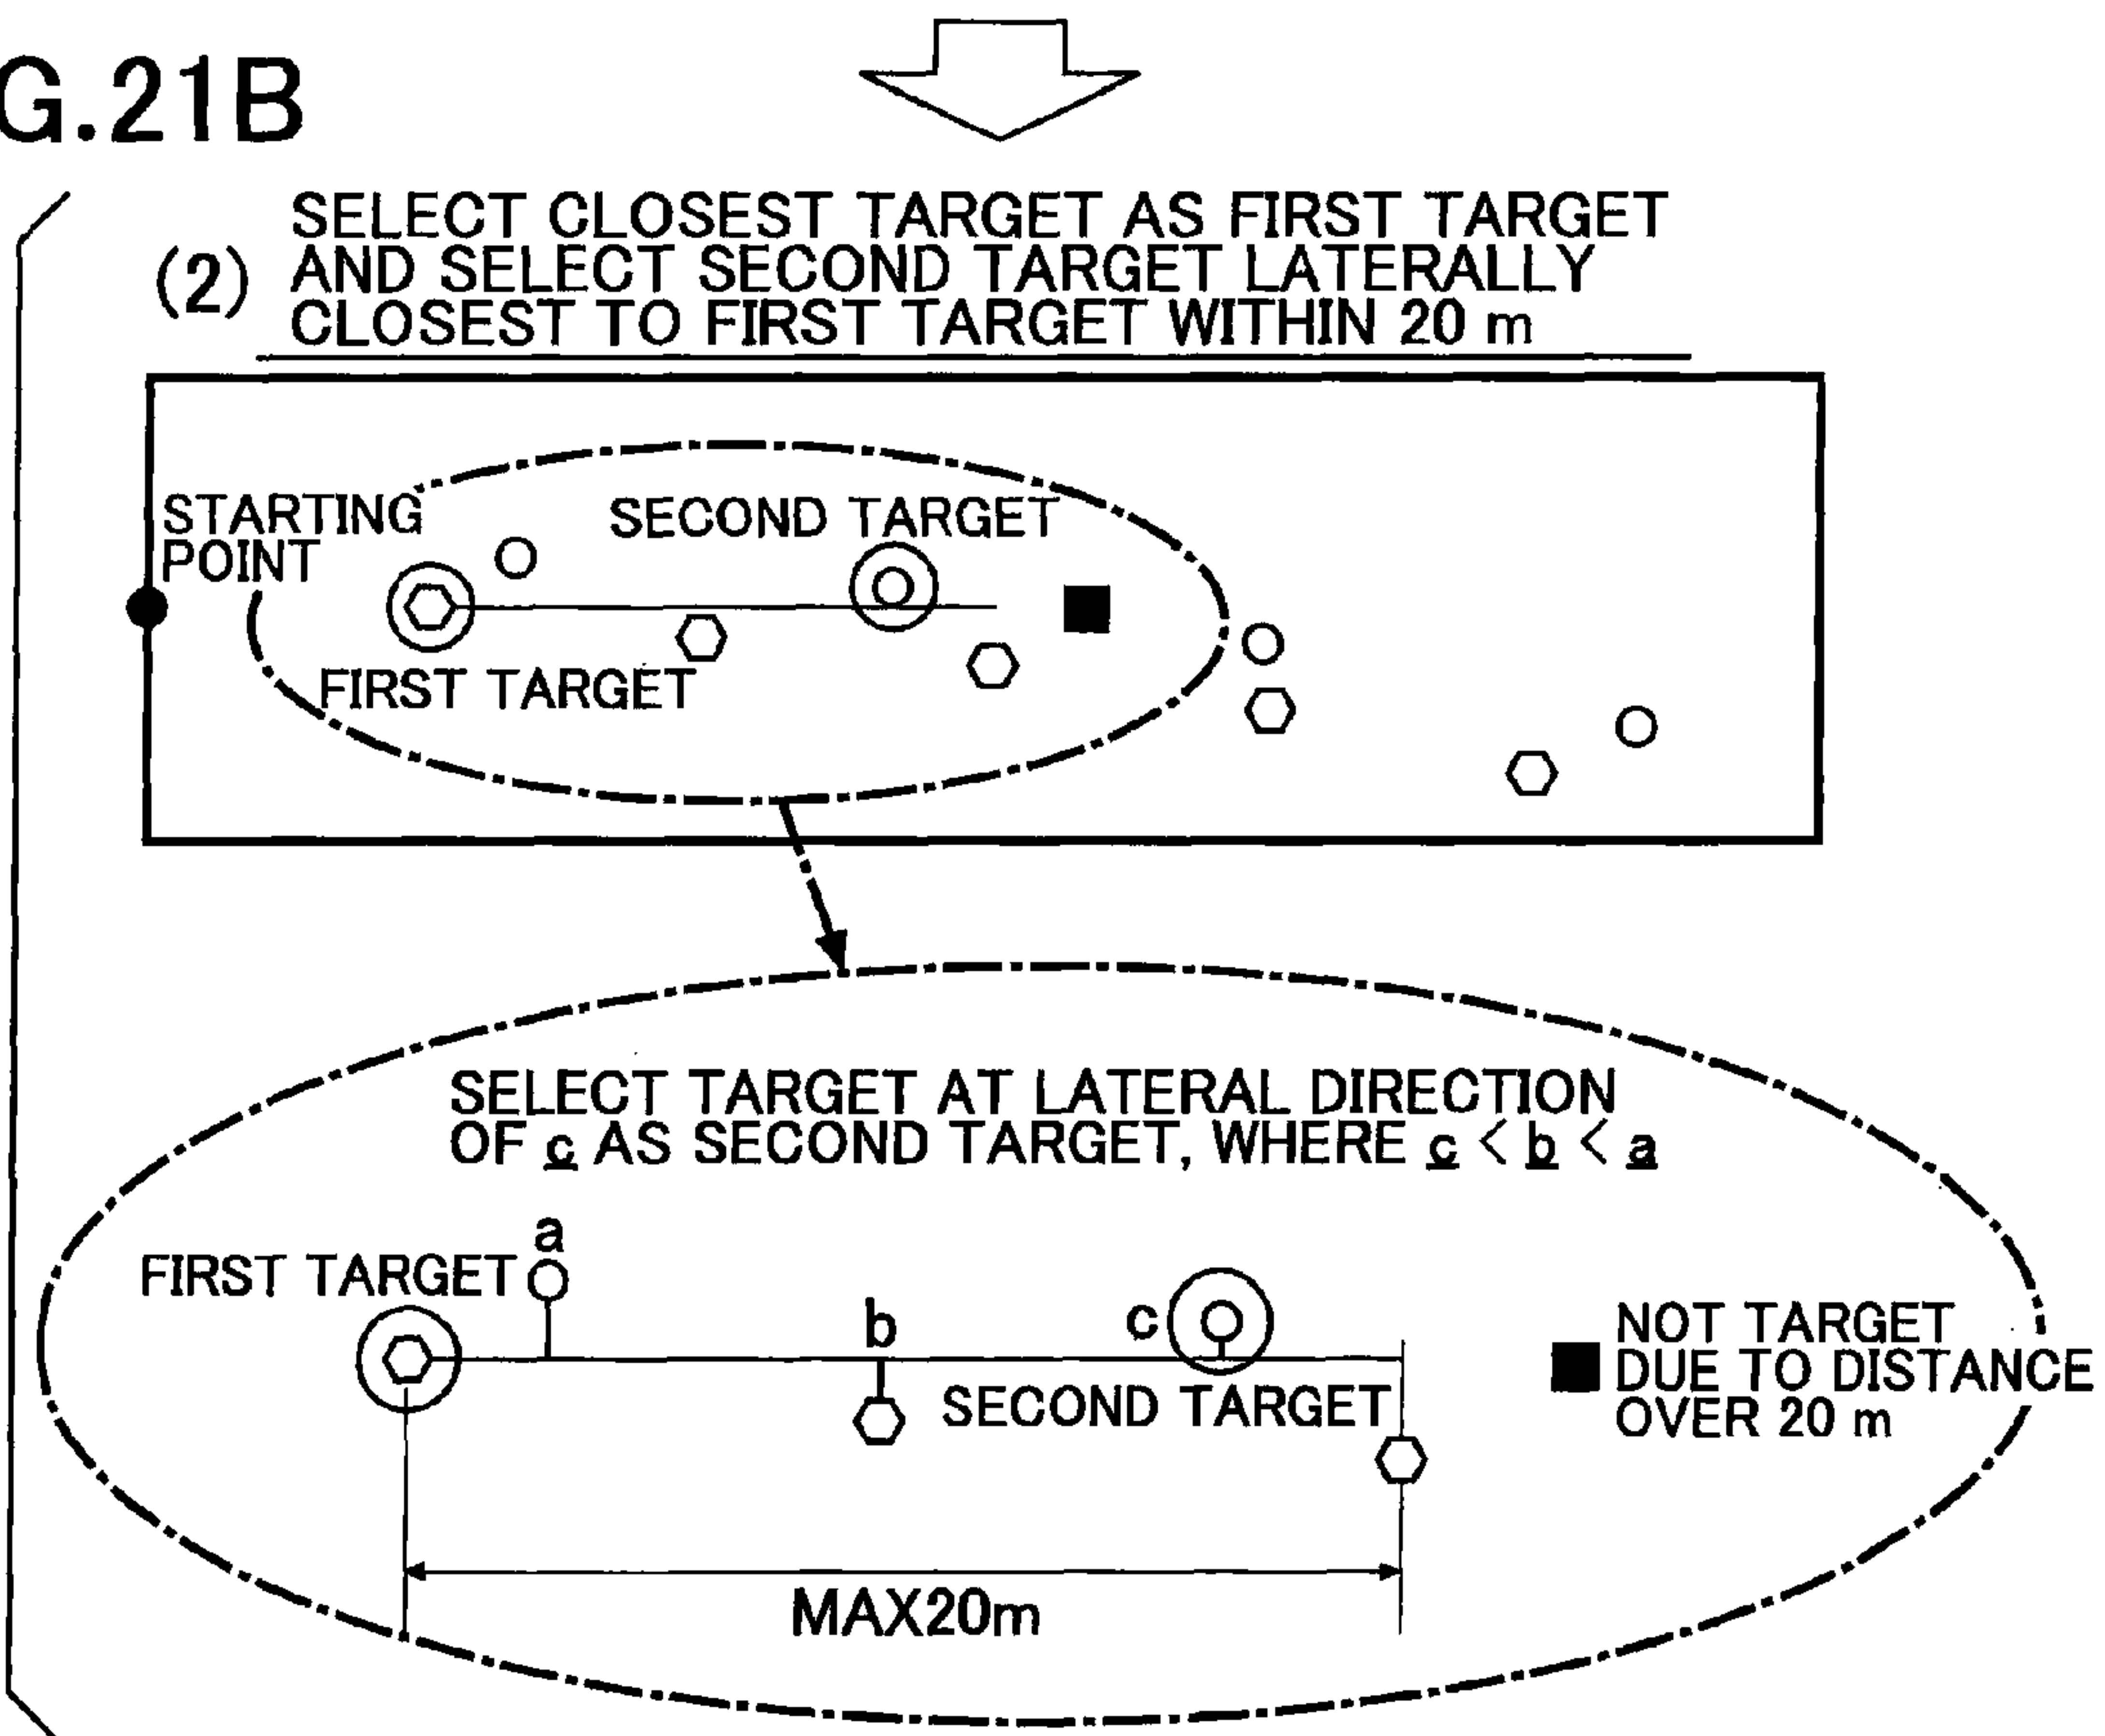 G.21B
SELECT CLOSEST TARGET AS FIRST TARGET
(2) AND SELECT SECOND TARGET LATERALLY
CLOSEST TO FIRST TARGET WITHIN 20 m
STARTING
POINT
SECOND TARGET
FIRST TARGET
SELECT TARGET AT LATERAL DIRECTION
OF c AS SECOND TARGET, WHERE c < b < a
a
FIRST TARGET
b
c
SECOND TARGET
NOT TARGET
DUE TO DISTANCE
OVER 20 m
MAX20m